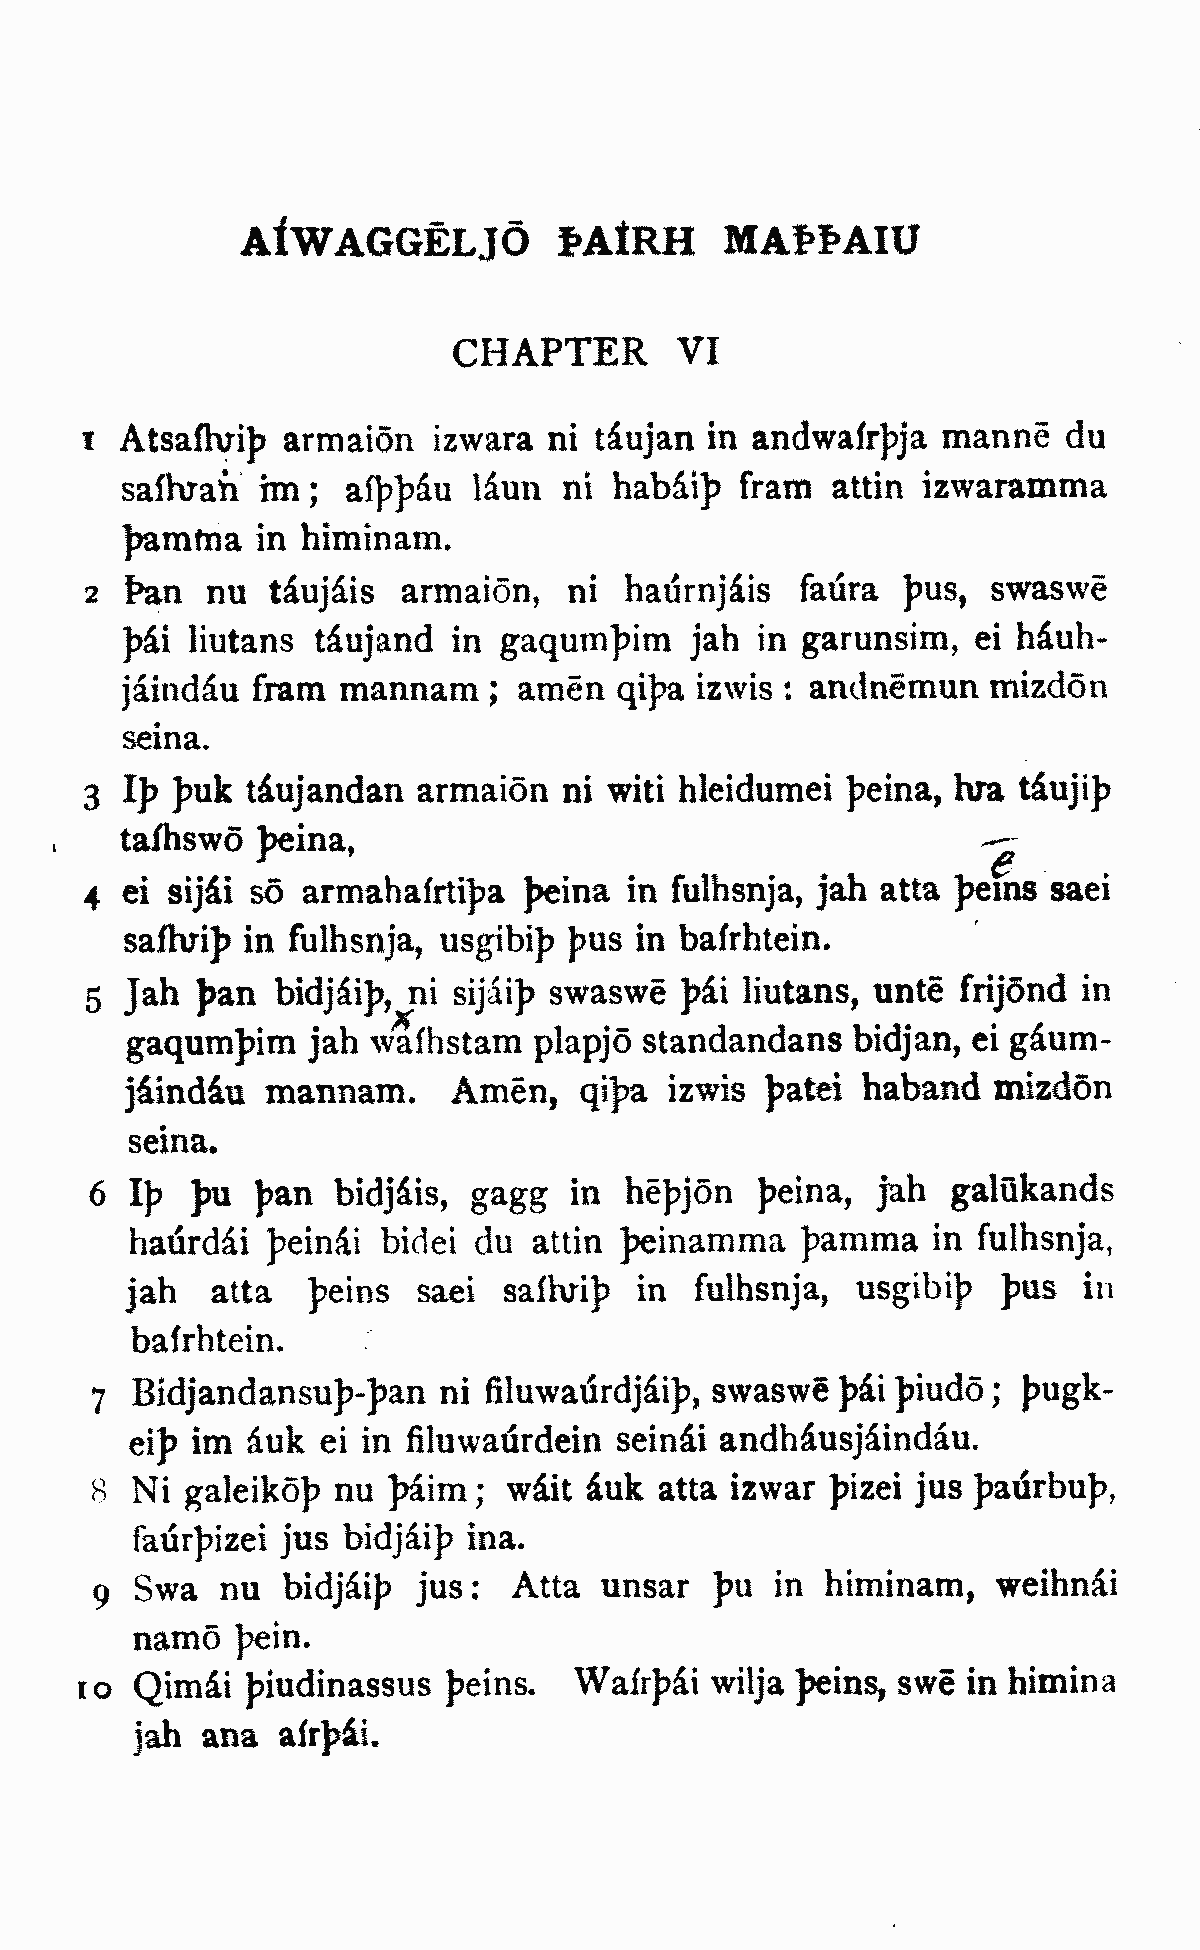 AÍWAGGĒLJŌ ÞAÍRH MAÞÞAIU
CHAPTER VI
1 Atsaíƕiþ armaiōn izwara ni táujan in andwaírþja mannē du
saíƕan im; aíþþáu láun ni habáiþ fram attin izwaramma
þamma in himinam.
2 Þan nu táujáis armaiōn, ni haúrnjáis faúra þus, swaswē
þái liutans táujand in gaqumþim jah in garunsim, ei háuh-
jáindáu fram mannam; amēn qiþa izwis: andnēmun mizdōn
seina.
3 Iþ þuk táujandan armaiōn ni witi hleidumei þeina, ƕa táujiþ
taíhswō þeina,
4 ei sijái sō armahaírtiþa þeina in fulhsnja, jah atta þeins saei
saíƕiþ in fulhsnja, usgibiþ þus in baírhtein.
5 Jah þan bidjáiþ, ni sijáiþ swaswē þái liutans, untē frijōnd in
gaqumþim jah waíhstam plapjō standandans bidjan, ei gáum-
jáindáu mannam. Amēn, qiþa izwis þatei haband mizdōn
seina.
6 Iþ þu þan bidjáis, gagg in hēþjōn þeina, jah galūkands
haúrdái þeinái bidei du attin þeinamma þamma in fulhsnja,
jah atta þeins saei saíƕiþ in fulhsnja, usgibiþ þus in
baírhtein.
7 Bidjandansuþ-þan ni filuwaúrdjáiþ, swaswē þái þiudō; þugk-
eiþ im áuk ei in filuwaúrdein seinái andháusjáindáu.
8 Ni galeikōþ nu þáim; wáit áuk atta izwar þizei jus þaúrbuþ,
faúrþizei jus bidjáiþ ina.
9 Swa nu bidjáiþ jus: Atta unsar þu in himinam, weihnái
namō þein.
10 Qimái þiudinassus þeins. Waírþái wilja þeins, swē in himina
jah ana aírþái.